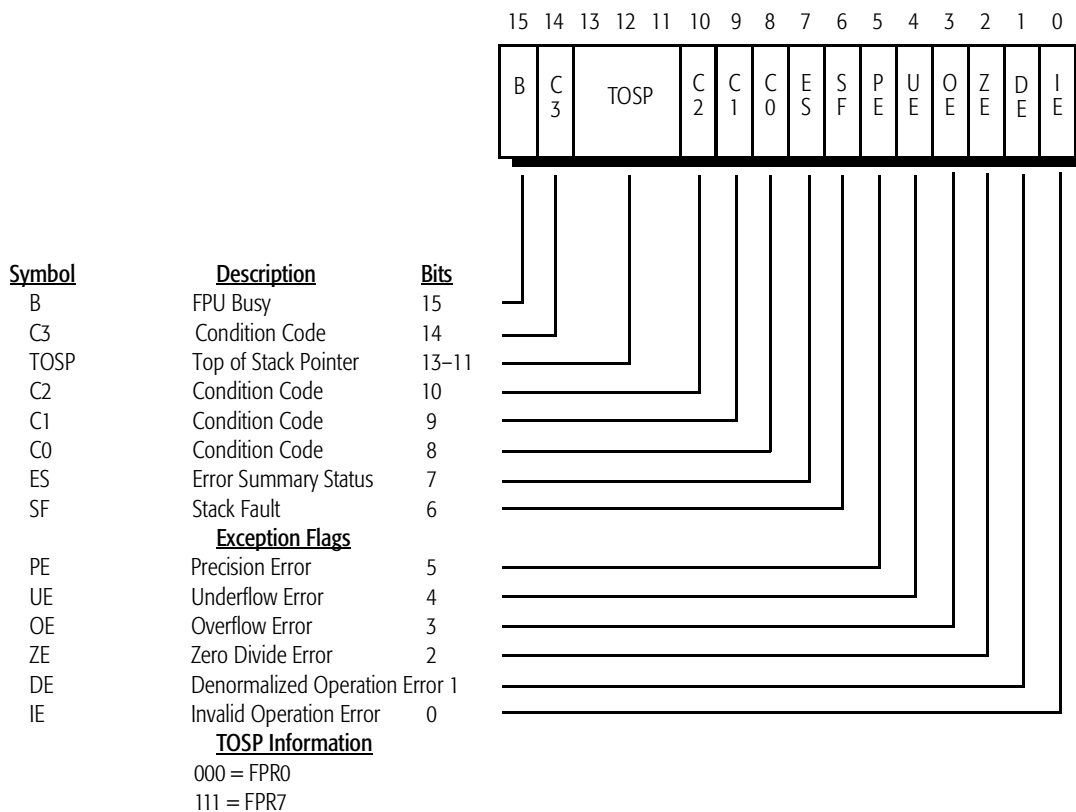 15 14 13 12 11 10 9 8 7 6 5 4 3 2 1 0
B C3 TOSP C2 C1 C0 ES SF PE UE OE ZE DE IE
Symbol Description Bits
B FPU Busy 15
C3 Condition Code 14
TOSP Top of Stack Pointer 13–11
C2 Condition Code 10
C1 Condition Code 9
C0 Condition Code 8
ES Error Summary Status 7
SF Stack Fault 6
Exception Flags
PE Precision Error 5
UE Underflow Error 4
OE Overflow Error 3
ZE Zero Divide Error 2
DE Denormalized Operation Error 1
IE Invalid Operation Error 0
TOSP Information
000 = FPR0
111 = FPR7